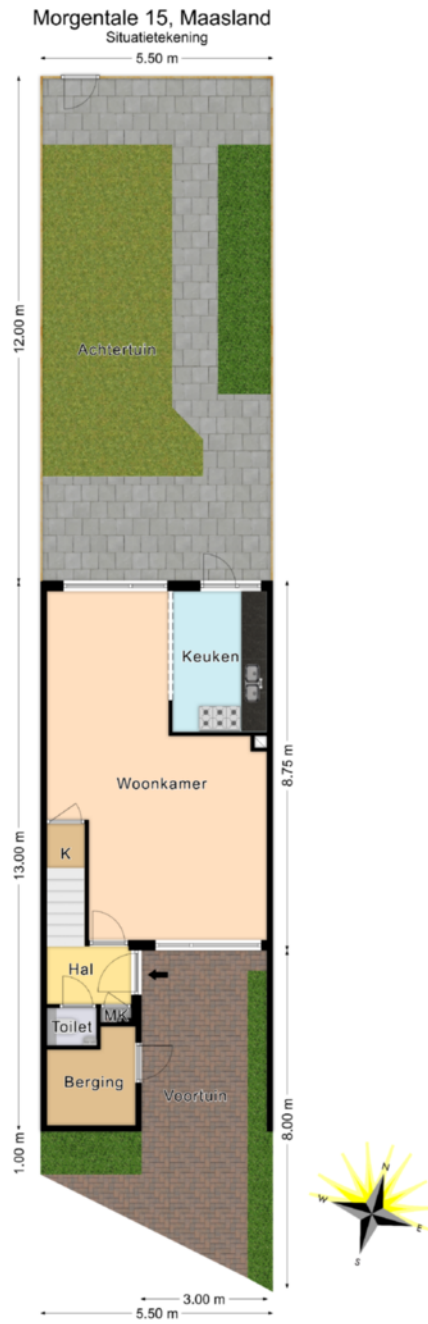 Morgentale 15, Maasland
Situatietekening
5.50 m
12.00 m
Achtertuin
Keuken
Woonkamer
8.75 m
13.00 m
K
Hal
MK
Toilet
Berging
Voortuin
8.00 m
1.00 m
N
W
E
S
3.00 m
5.50 m